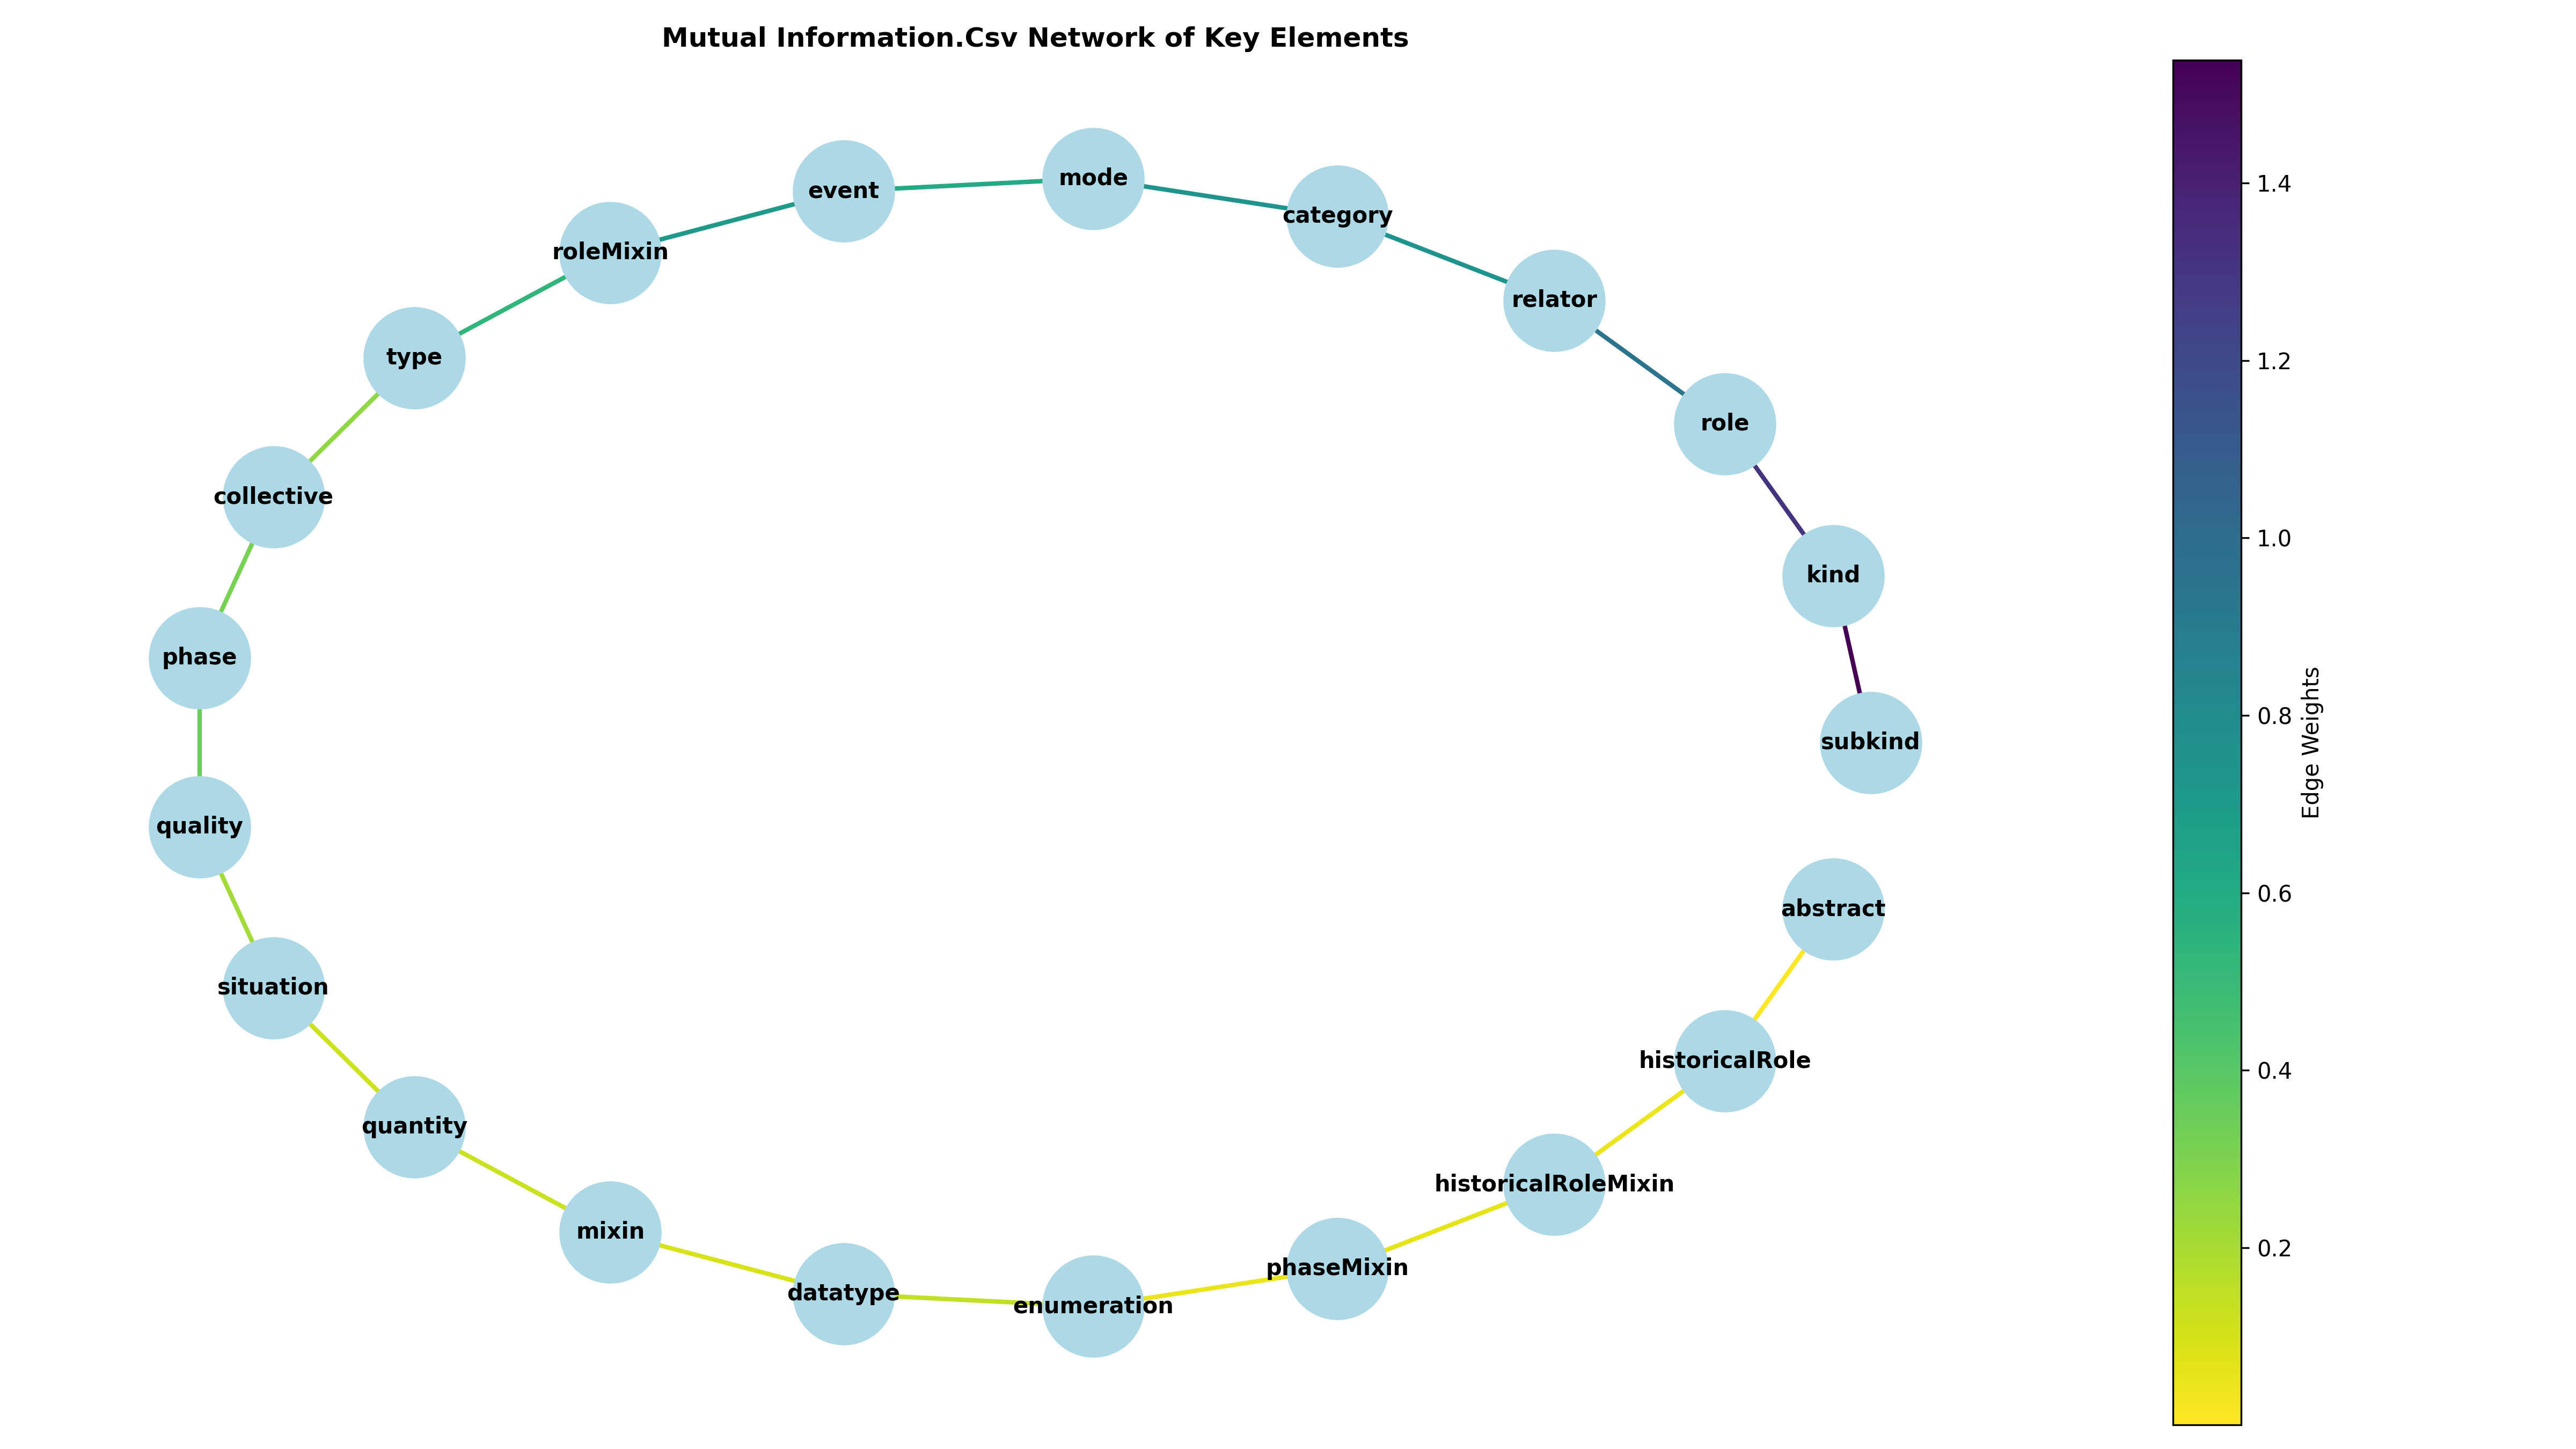 Mutual Information.Csv Network of Key Elements
mode
event
category
roleMixin
relator
type
role
collective
kind
phase
subkind
quality
abstract
situation
historicalRole
quantity
historicalRoleMixin
mixin
phaseMixin
datatype
enumeration
1.4
1.2
1.0
0.8
0.6
0.4
0.2
Edge Weights